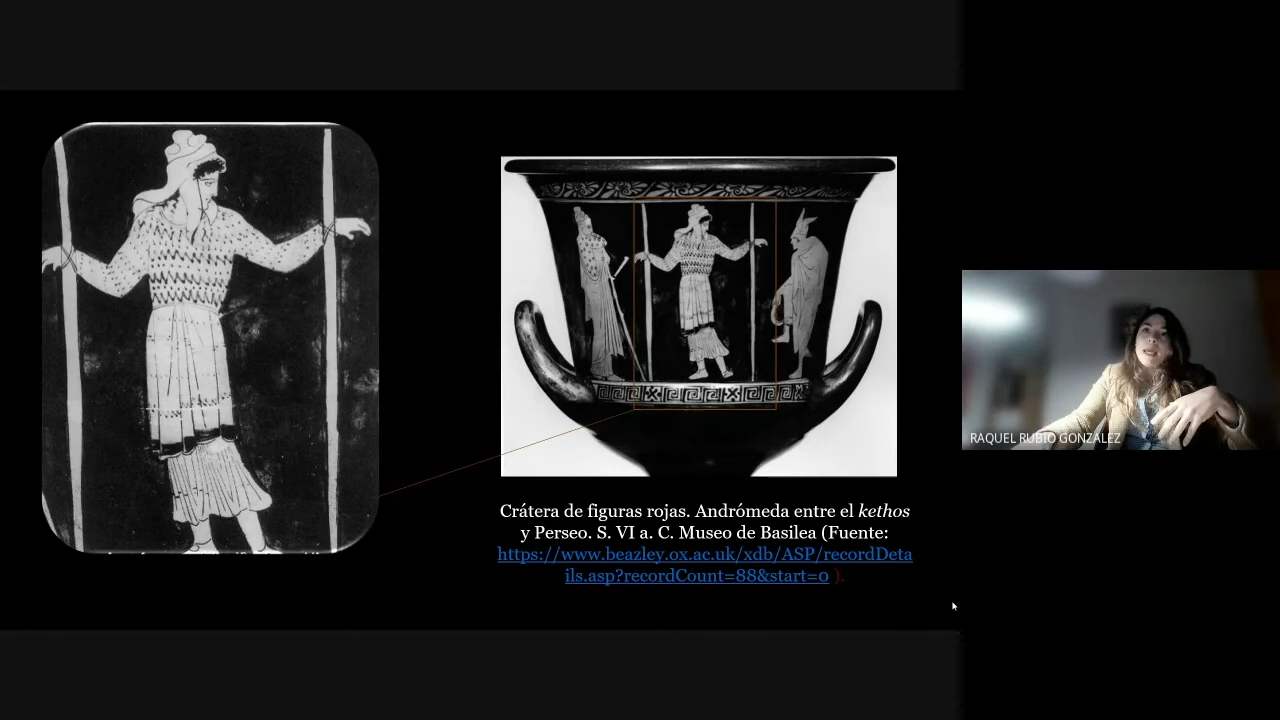 Crátera de figuras rojas. Andrómeda entre el kethos
y Perseo. S. VI a. C. Museo de Basilea (Fuente:
https://www.beazley.ox.ac.uk/xdb/ASP/recordDeta
ils.asp?recordCount=88&start=0 ).
RAQUEL RUBIO GONZALEZ